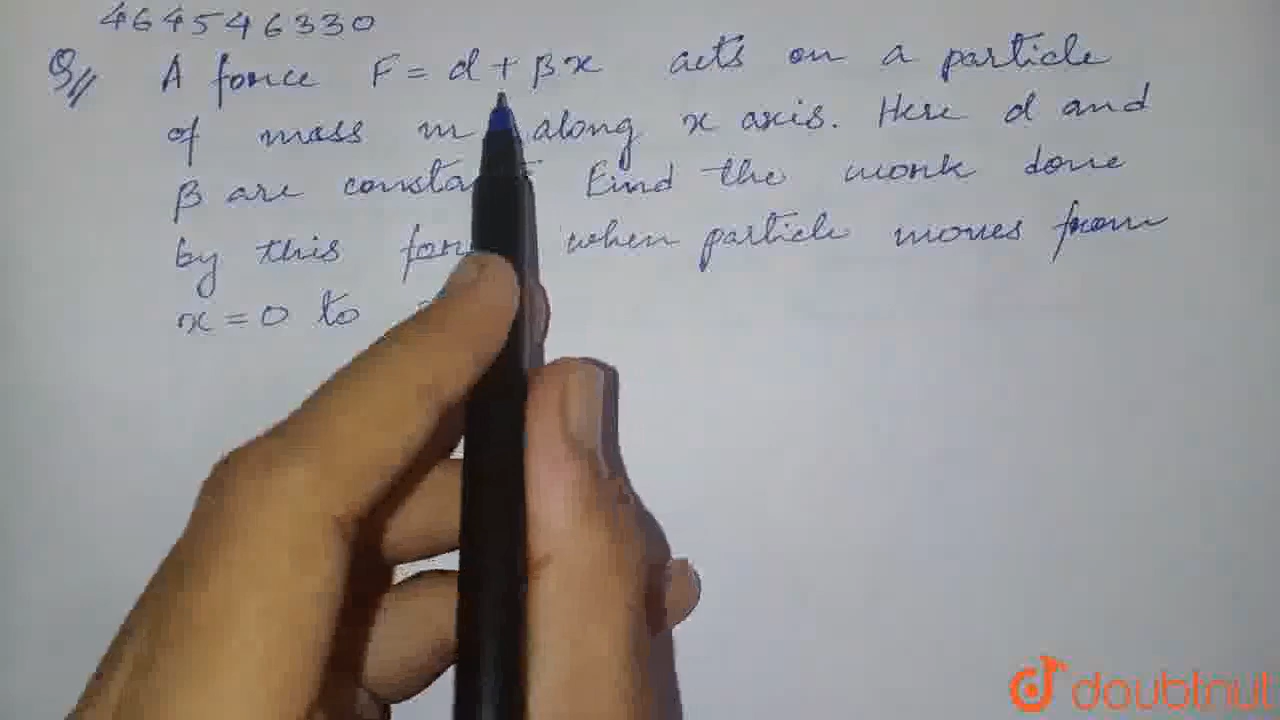 464546330
Q// A force F = d + βx acts on a particle
of mass m along x axis. Here d and
β are Find the work done
by this when particle moves from
x = 0 to
doubtnut